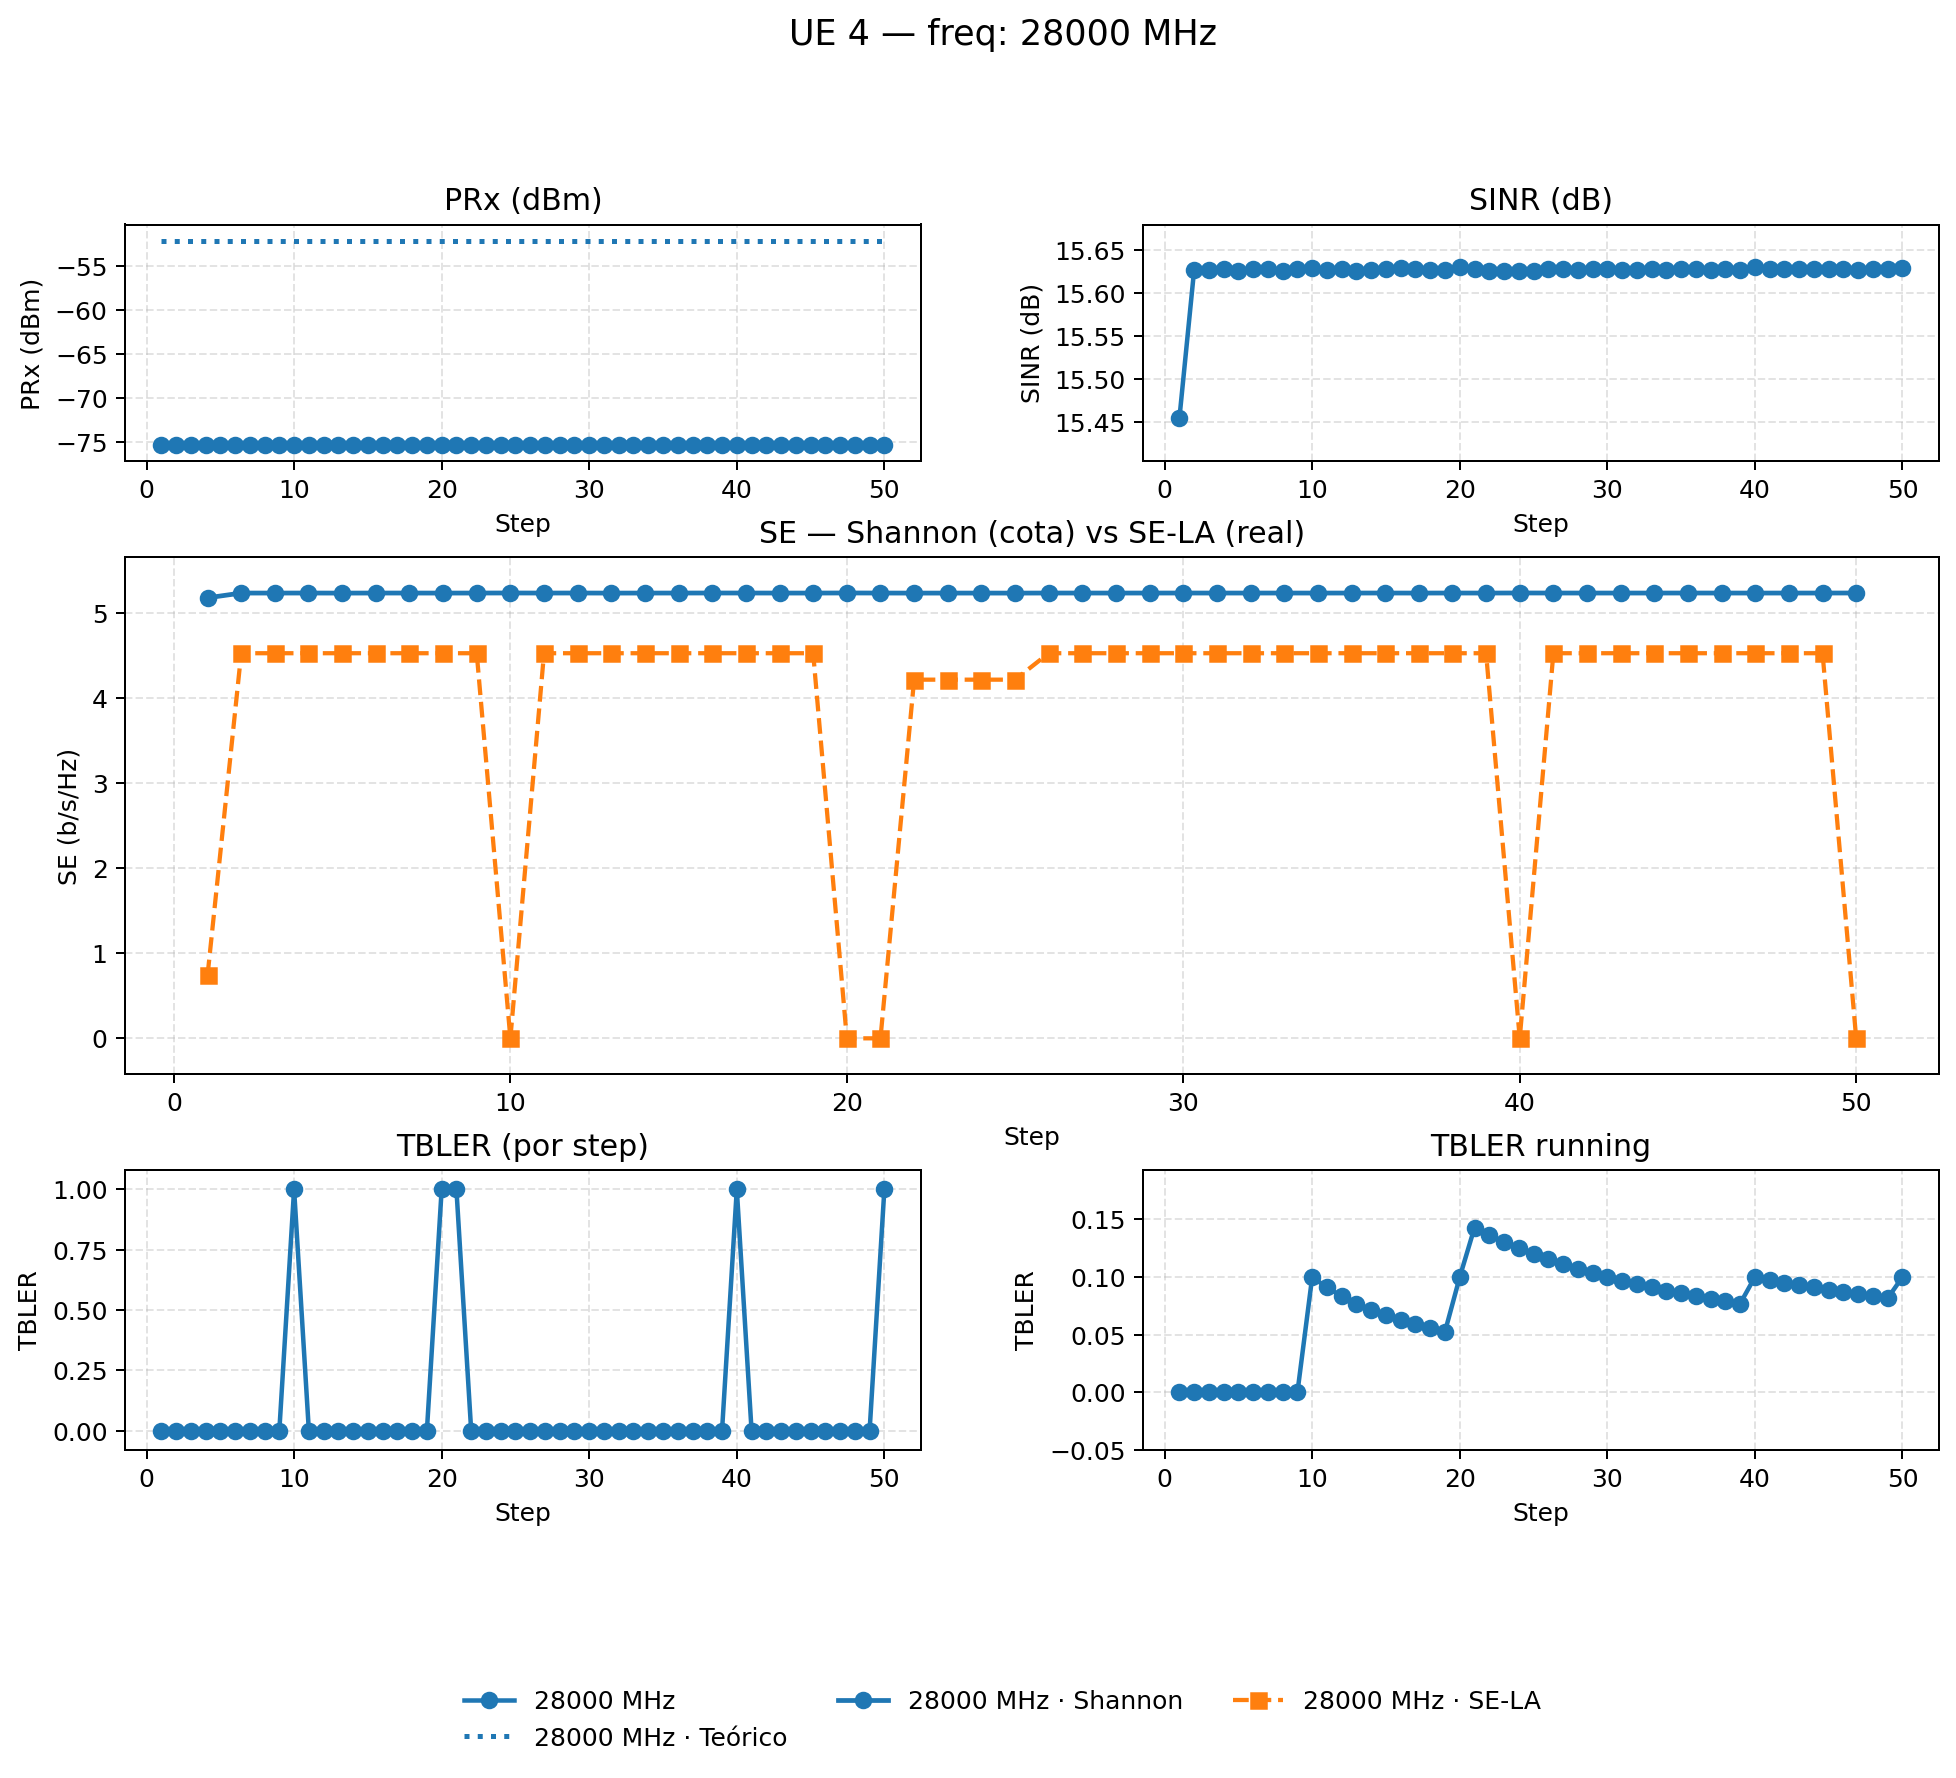 UE 4 — freq: 28000 MHz
PRx (dBm)
PRx (dBm)
−55
−60
−65
−70
−75
0 10 20 30 40 50
Step
SINR (dB)
SINR (dB)
15.65
15.60
15.55
15.50
15.45
0 10 20 30 40 50
Step
SE — Shannon (cota) vs SE-LA (real)
SE (b/s/Hz)
5
4
3
2
1
0
0 10 20 30 40 50
Step
TBLER (por step)
TBLER
1.00
0.75
0.50
0.25
0.00
0 10 20 30 40 50
Step
TBLER running
TBLER
0.15
0.10
0.05
0.00
−0.05
0 10 20 30 40 50
Step
28000 MHz
28000 MHz · Teórico
28000 MHz · Shannon
28000 MHz · SE-LA